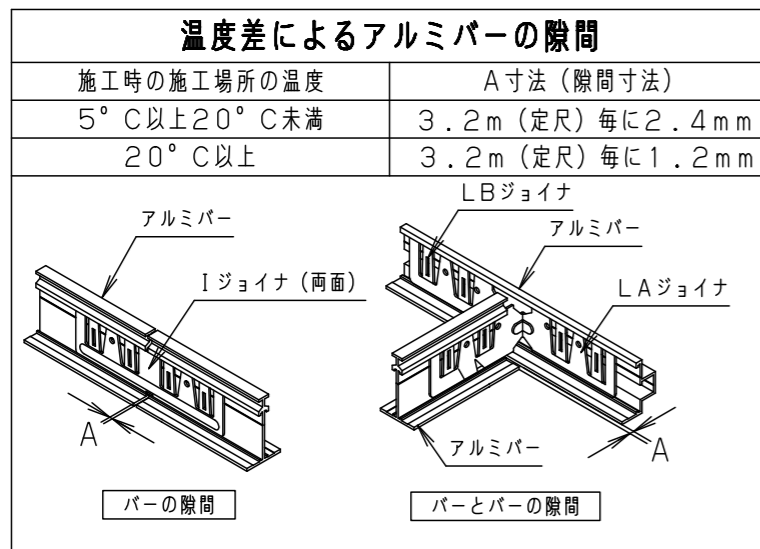 温度差によるアルミバーの隙間
施工時の施工場所の温度 A寸法（隙間寸法）
5°C以上20°C未満 3.2m（定尺）毎に2.4mm
20°C以上 3.2m（定尺）毎に1.2mm
アルミバー
Iジョイナ（両面）
A
バーの隙間
LBジョイナ
アルミバー
LAジョイナ
アルミバー
A
バーとバーの隙間